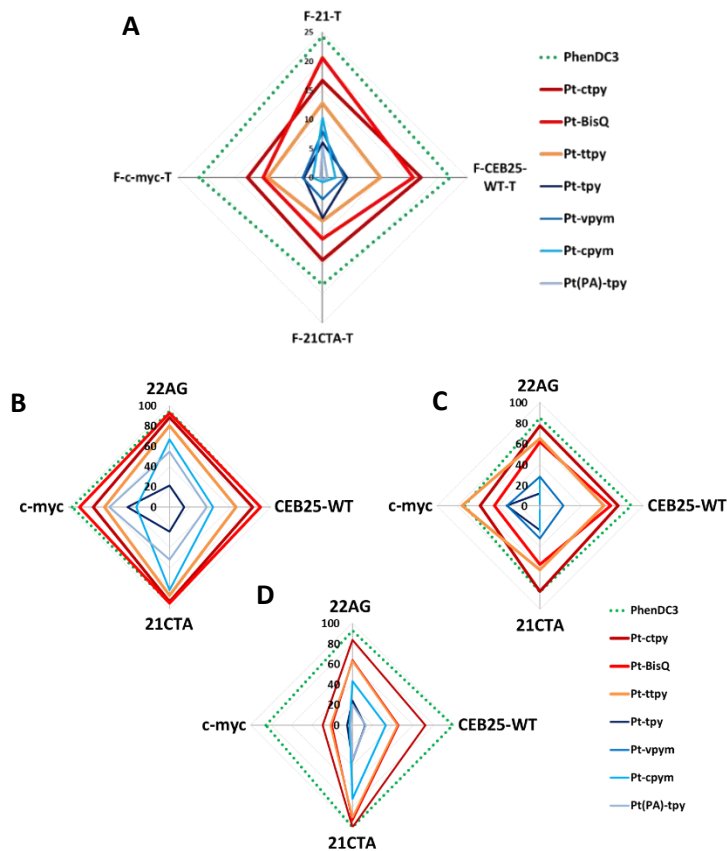 A
F-21-T
25
20
15
10
5
0
F-c-myc-T
F-CEB25-
WT-T
F-21CTA-T
PhenDC3
Pt-ctpy
Pt-BisQ
Pt-ttpy
Pt-tpy
Pt-vpym
Pt-cpym
Pt(PA)-tpy
B
22AG
100
80
60
40
20
0
c-myc
CEB25-WT
21CTA
C
22AG
100
80
60
40
20
0
c-myc
CEB25-WT
21CTA
D
22AG
100
80
60
40
20
0
c-myc
CEB25-WT
21CTA
PhenDC3
Pt-ctpy
Pt-BisQ
Pt-ttpy
Pt-tpy
Pt-vpym
Pt-cpym
Pt(PA)-tpy